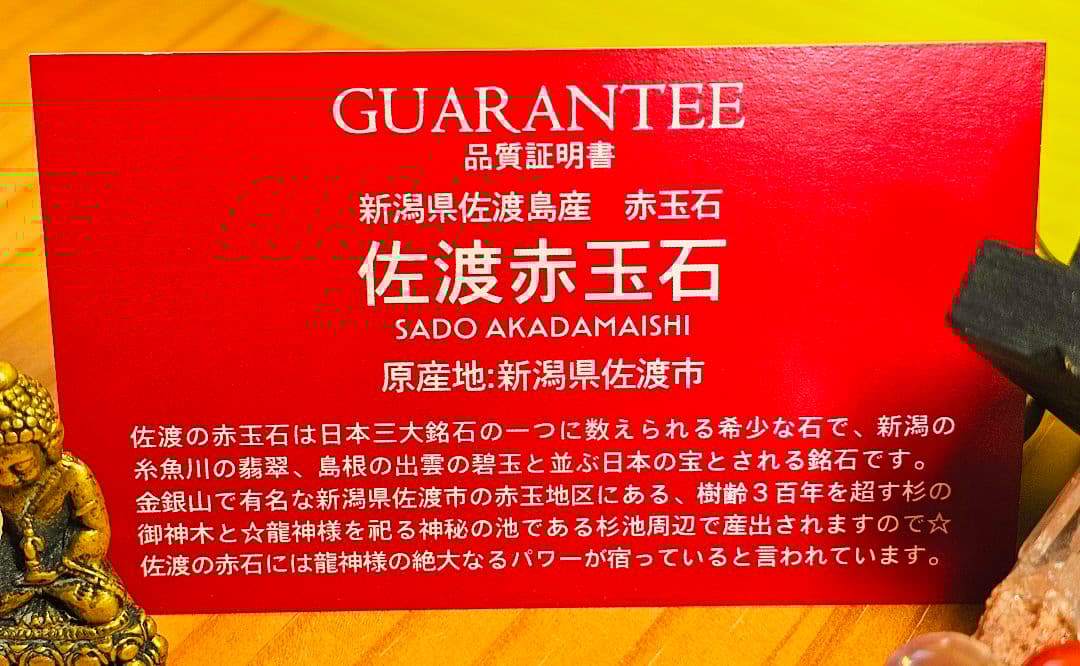 GUARANTEE
品質証明書
新潟県佐渡島産　赤玉石
佐渡赤玉石
SADO AKADAMAISHI
原産地:新潟県佐渡市
佐渡の赤玉石は日本三大銘石の一つに数えられる希少な石で、新潟の
糸魚川の翡翠、島根の出雲の碧玉と並ぶ日本の宝とされる銘石です。
金銀山で有名な新潟県佐渡市の赤玉地区にある、樹齢３百年を超す杉の
御神木と☆龍神様を祀る神秘の池である杉池周辺で産出されますので☆
佐渡の赤石には龍神様の絶大なるパワーが宿っていると言われています。